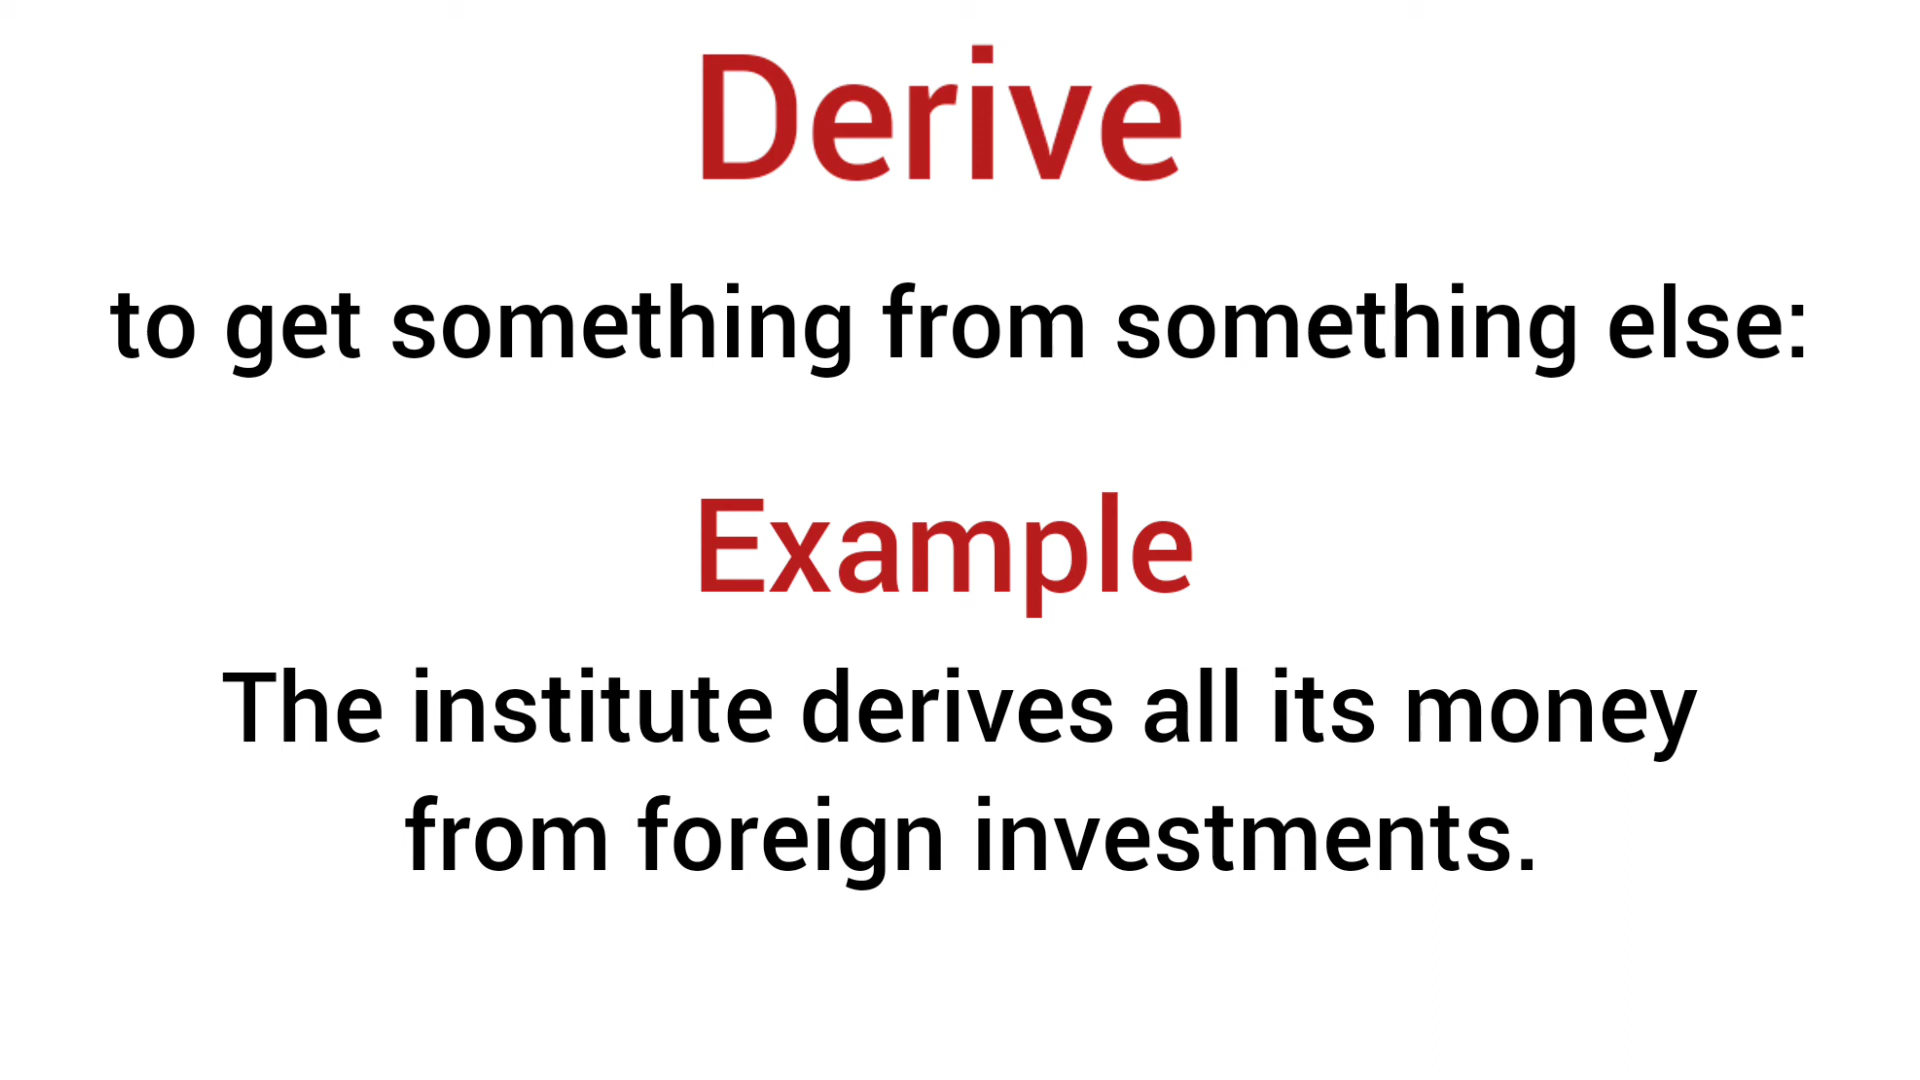 Derive
to get something from something else:
Example
The institute derives all its money
from foreign investments.